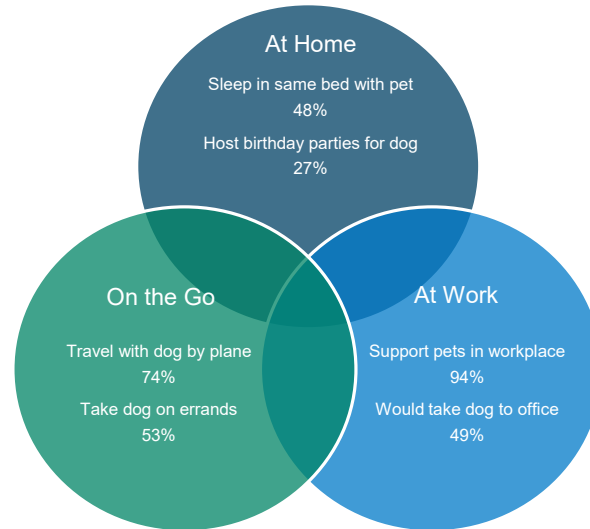 At Home
Sleep in same bed with pet
48%
Host birthday parties for dog
27%
On the Go
Travel with dog by plane
74%
Take dog on errands
53%
At Work
Support pets in workplace
94%
Would take dog to office
49%